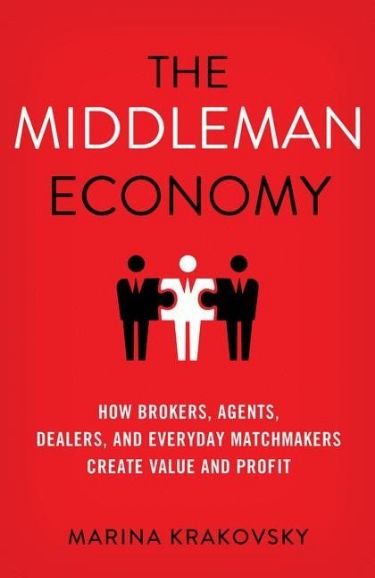 THE
MIDDLEMAN
ECONOMY
HOW BROKERS, AGENTS,
DEALERS, AND EVERYDAY MATCHMAKERS
CREATE VALUE AND PROFIT
MARINA KRAKOVSKY